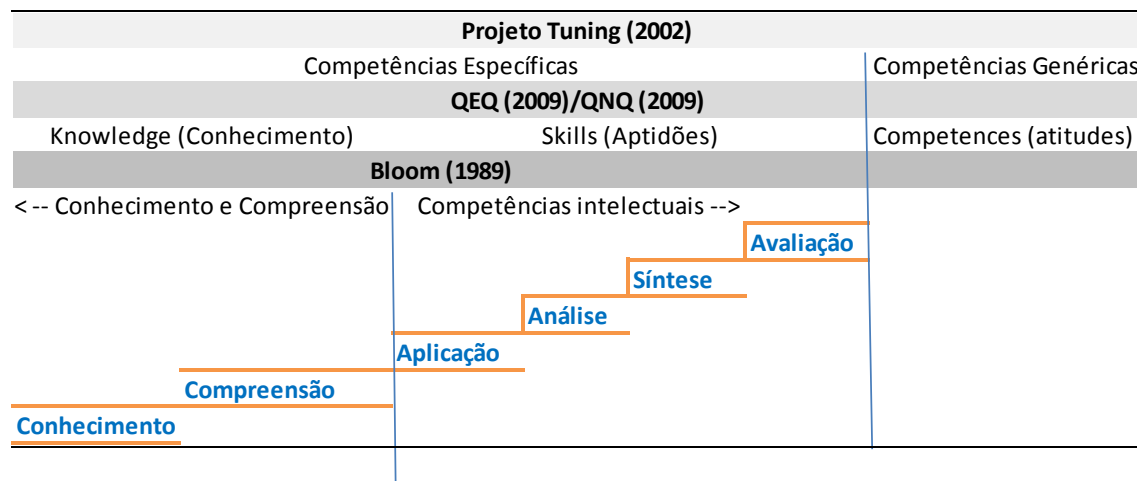 Projeto Tuning (2002)
Competências Específicas Competências Genéricas
QEQ (2009)/QNQ (2009)
Knowledge (Conhecimento) Skills (Aptidões) Competences (atitudes)
Bloom (1989)
< -- Conhecimento e Compreensão Competências intelectuais -->
Avaliação
Síntese
Análise
Aplicação
Compreensão
Conhecimento